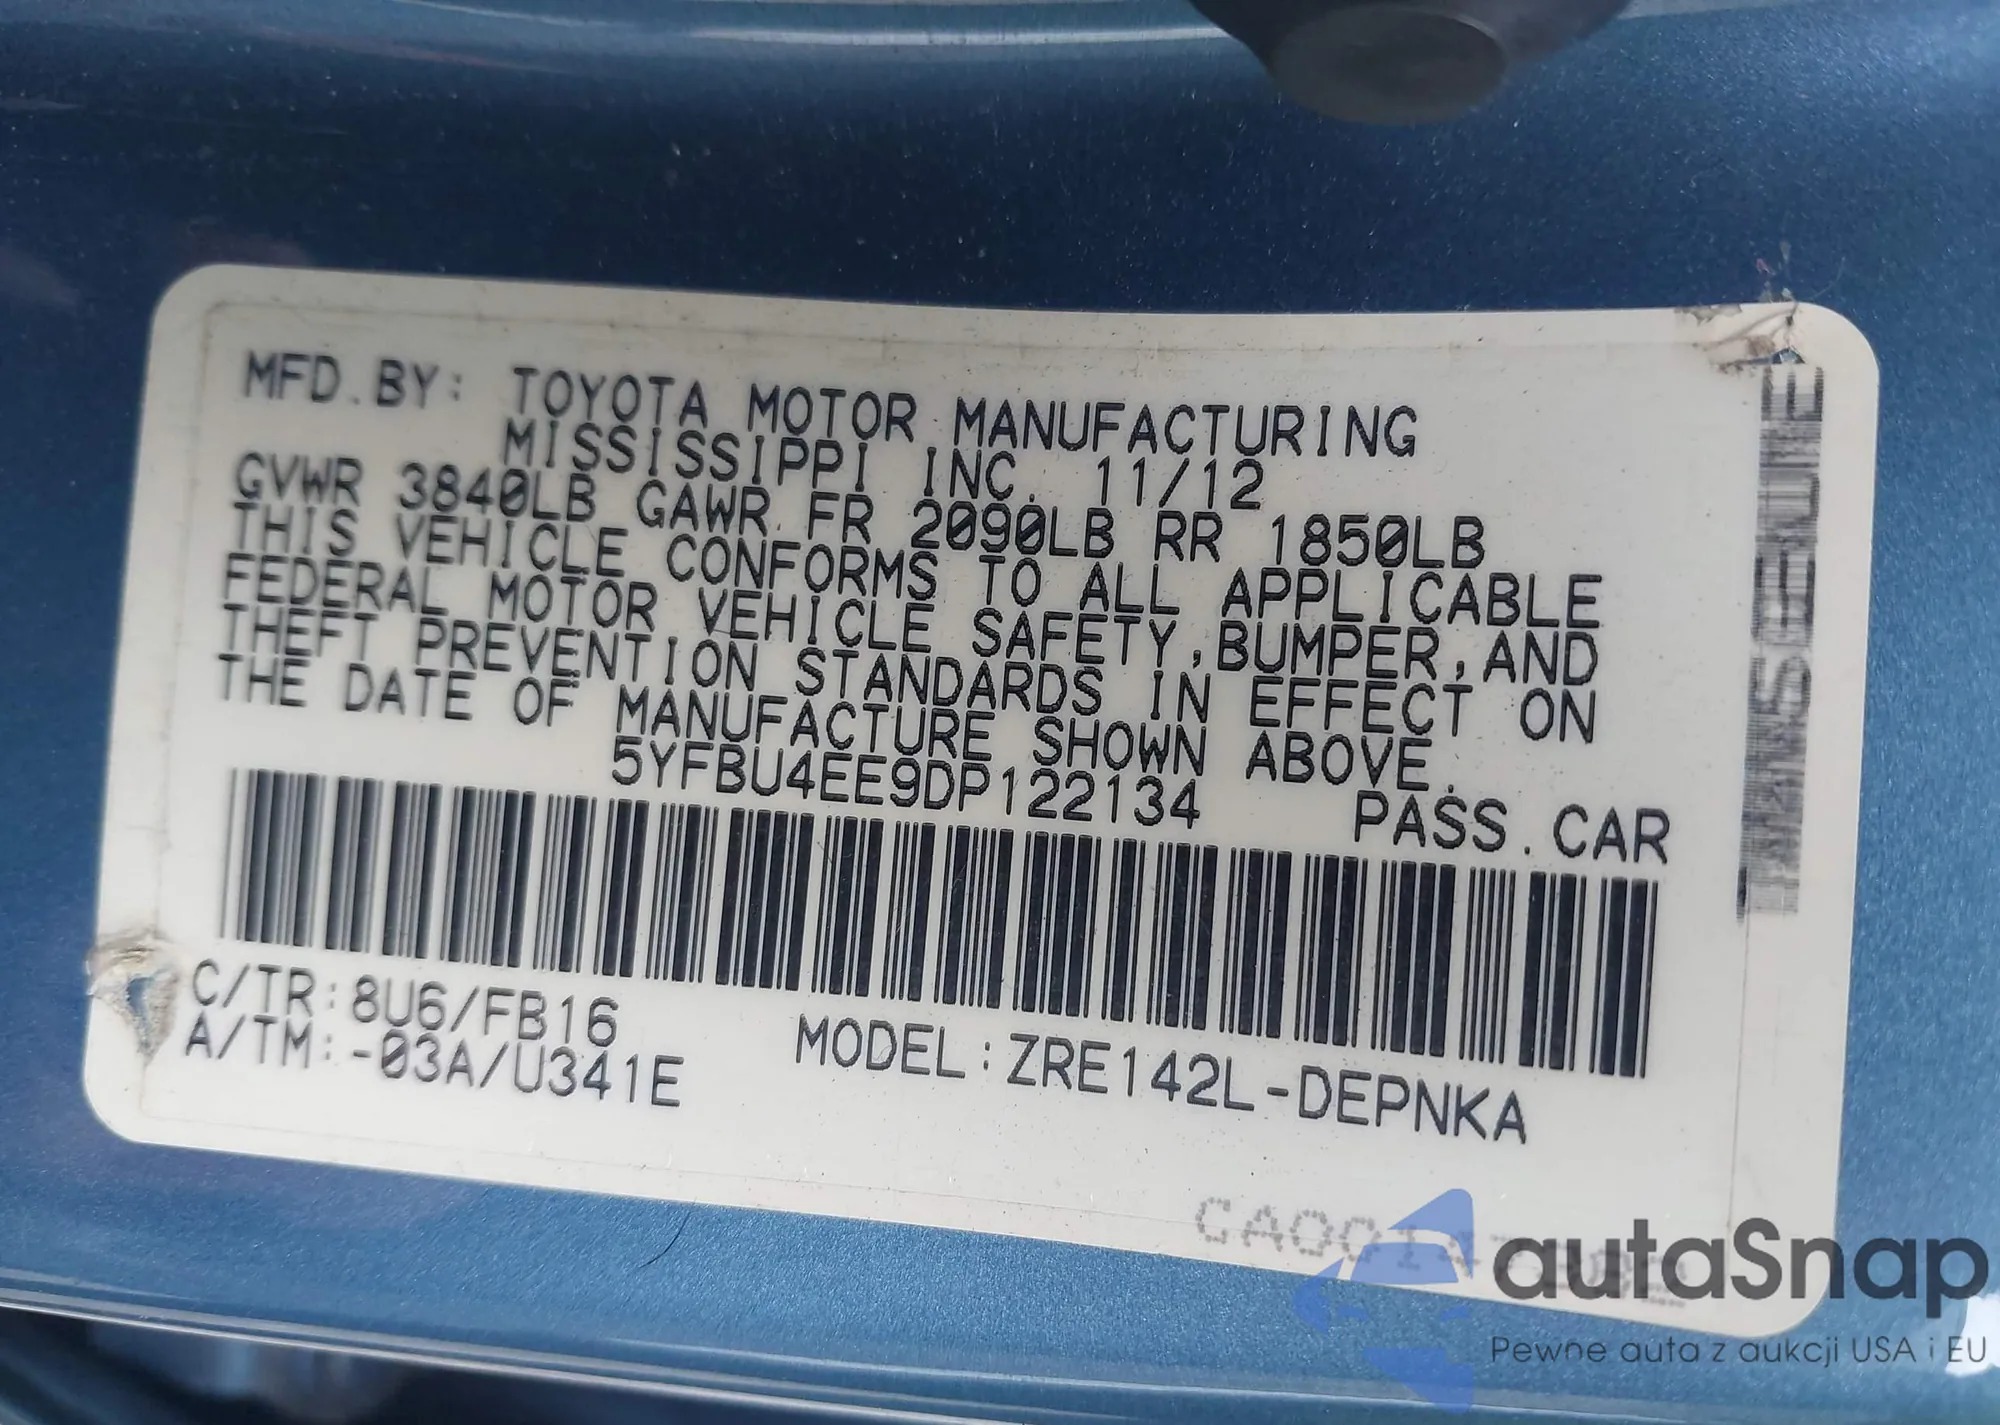 MFD.BY: TOYOTA MOTOR MANUFACTURING
MISSISSIPPI INC. 11/12
GVWR 3840LB GAWR FR 2090LB RR 1850LB
THIS VEHICLE CONFORMS TO ALL APPLICABLE
FEDERAL MOTOR VEHICLE SAFETY,BUMPER,AND
THEFT PREVENTION STANDARDS IN EFFECT ON
THE DATE OF MANUFACTURE SHOWN ABOVE.
5YFBU4EE9DP122134 PASS.CAR
C/TR:8U6/FB16
A/TM:-03A/U341E
MODEL:ZRE142L-DEPNKA
autaSnap
Pewne auta z aukcji USA i EU